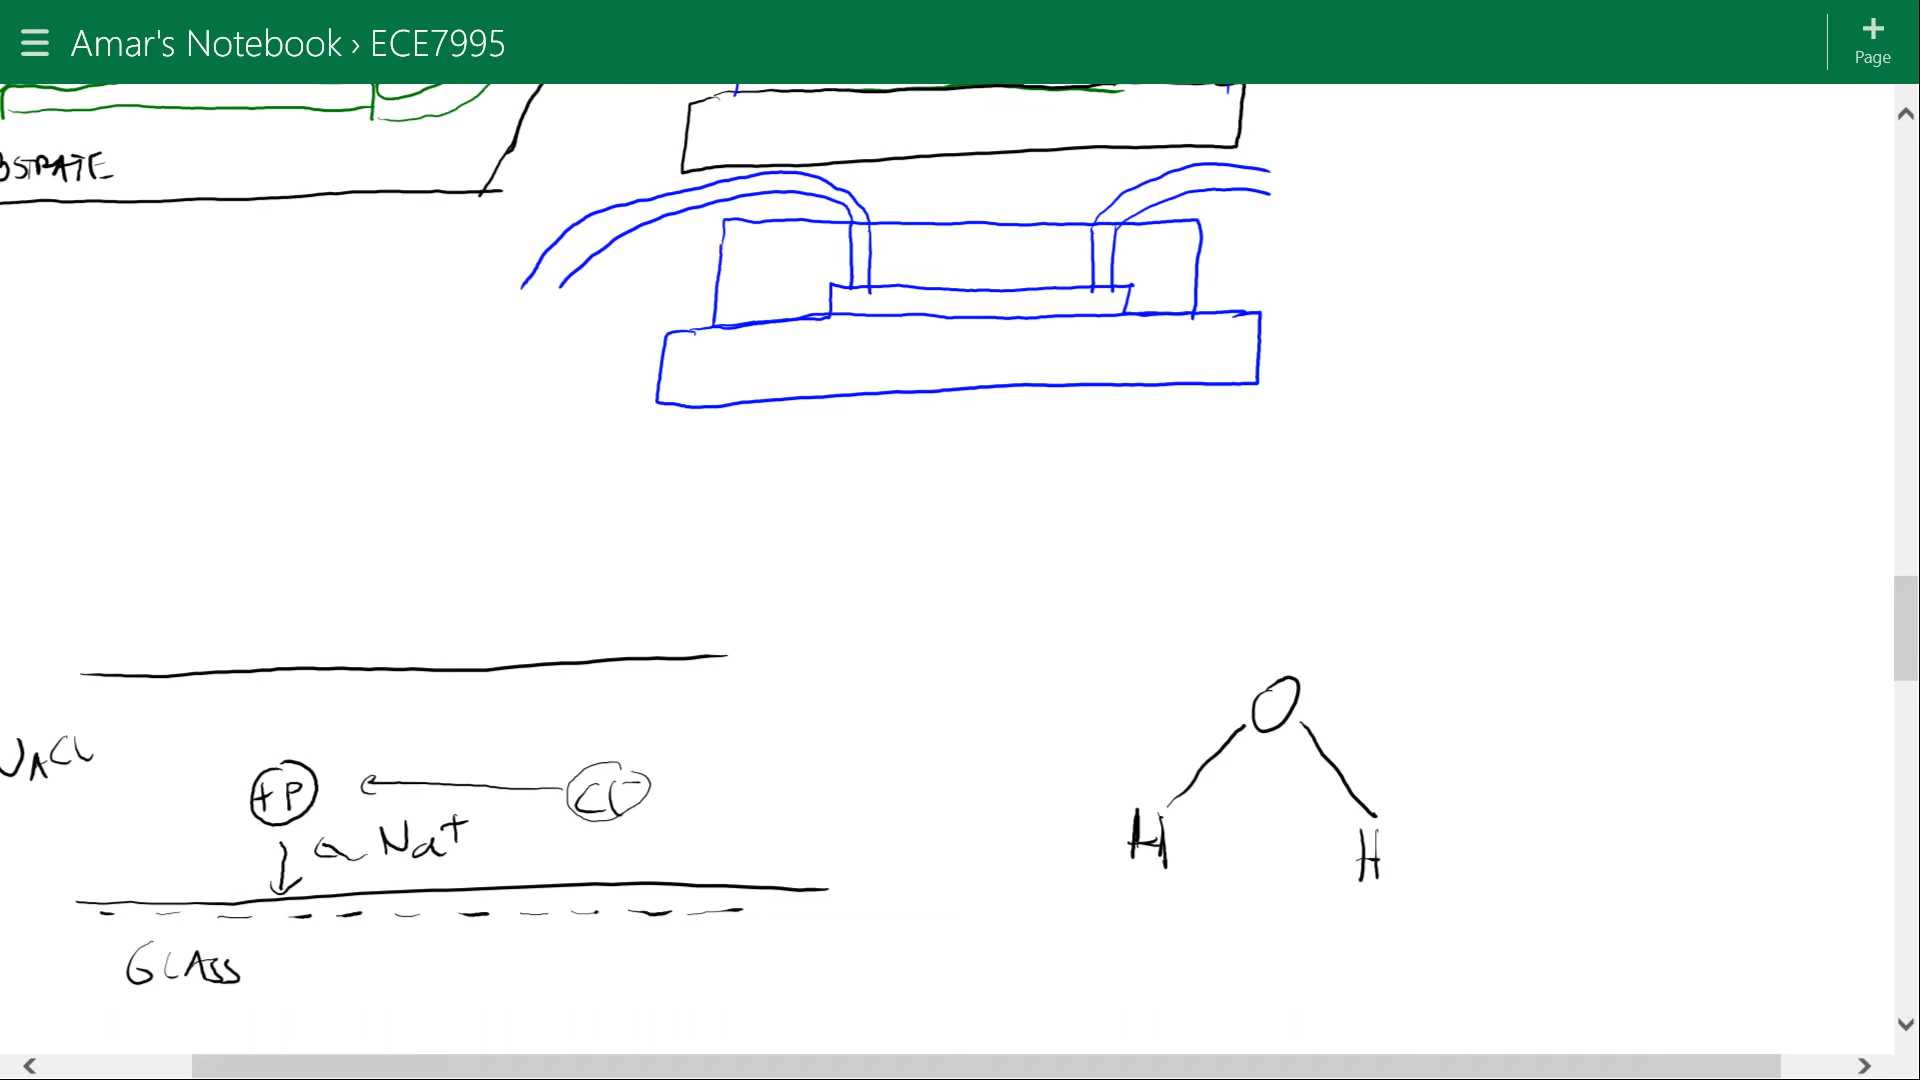 Amar's Notebook › ECE7995
Page
BSTRATE
NACL
+P
Cl-
Na+
GLASS
O
H H